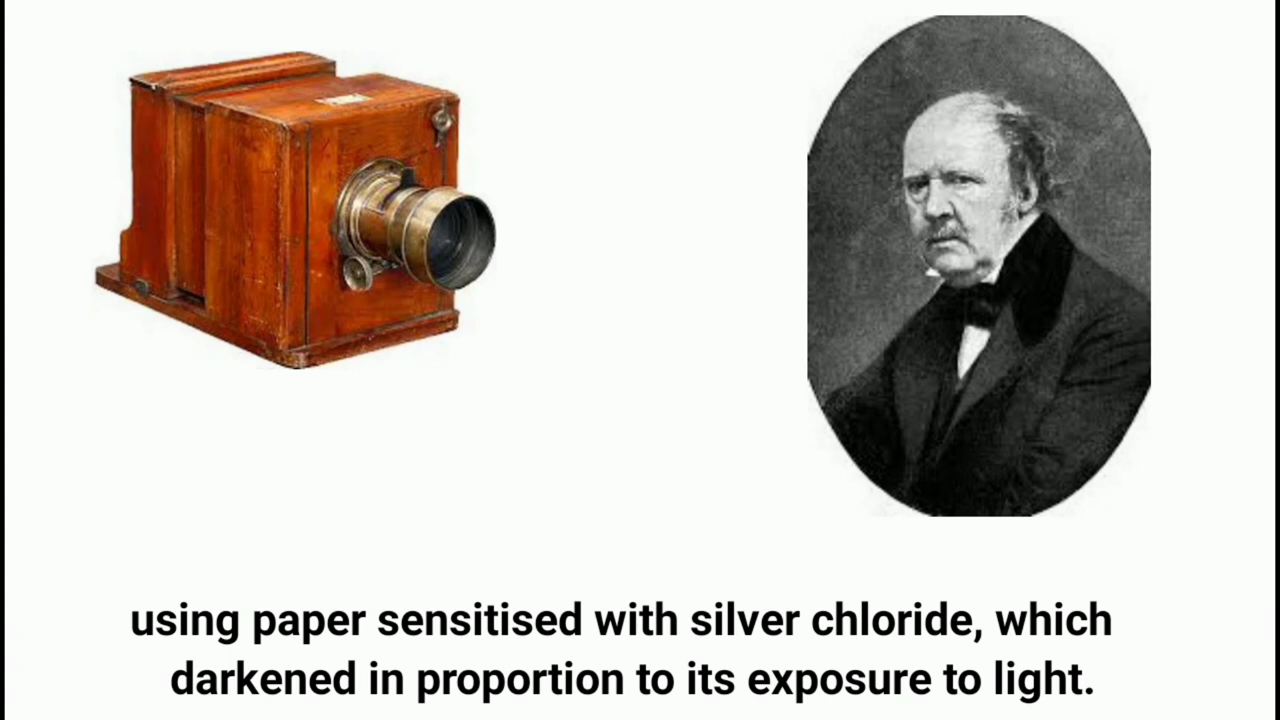 using paper sensitised with silver chloride, which
darkened in proportion to its exposure to light.